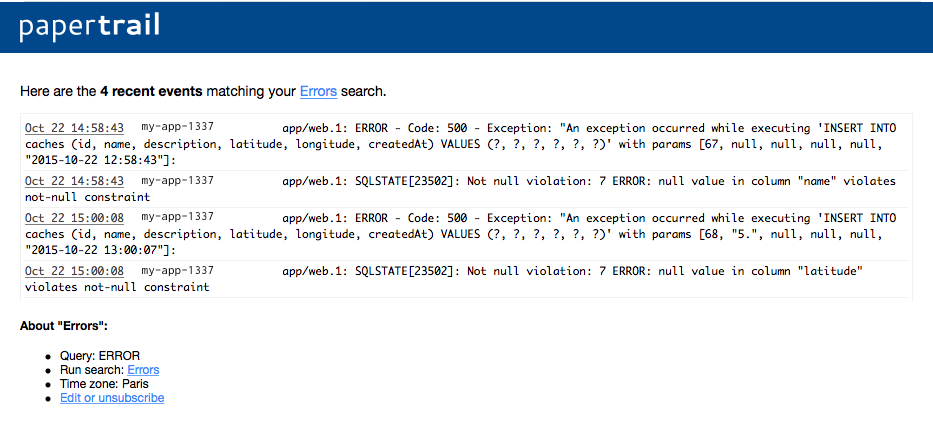 papertrail
Here are the 4 recent events matching your Errors search.
Oct 22 14:58:43 my-app-1337 app/web.1: ERROR - Code: 500 - Exception: "An exception occurred while executing 'INSERT INTO
caches (id, name, description, latitude, longitude, createdAt) VALUES (?, ?, ?, ?, ?, ?)' with params [67, null, null, null, null,
"2015-10-22 12:58:43"]:
Oct 22 14:58:43 my-app-1337 app/web.1: SQLSTATE[23502]: Not null violation: 7 ERROR: null value in column "name" violates
not-null constraint
Oct 22 15:00:08 my-app-1337 app/web.1: ERROR - Code: 500 - Exception: "An exception occurred while executing 'INSERT INTO
caches (id, name, description, latitude, longitude, createdAt) VALUES (?, ?, ?, ?, ?, ?)' with params [68, "5.", null, null, null,
"2015-10-22 13:00:07"]:
Oct 22 15:00:08 my-app-1337 app/web.1: SQLSTATE[23502]: Not null violation: 7 ERROR: null value in column "latitude"
violates not-null constraint
About "Errors":
• Query: ERROR
• Run search: Errors
• Time zone: Paris
• Edit or unsubscribe